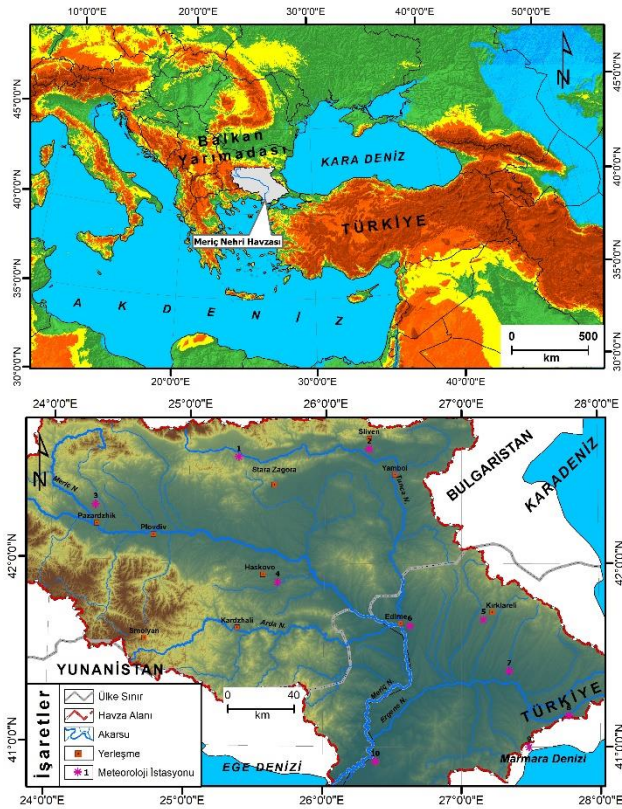 10°0'0"E
20°0'0"E
30°0'0"E
40°0'0"E
50°0'0"E
45°0'0"N
40°0'0"N
35°0'0"N
30°0'0"N
45°0'0"N
40°0'0"N
35°0'0"N
30°0'0"N
N
Balkan
Yarımadası
KARA DENİZ
TÜRKİYE
Meriç Nehri Havzası
AKDENİZ
0 500
km
20°0'0"E
30°0'0"E
40°0'0"E
24°0'0"E
25°0'0"E
26°0'0"E
27°0'0"E
28°0'0"E
N
Sliven
1
2
Yambol
Stara Zagora
BULGARİSTAN
KARADENİZ
Meriç N.
Tunca N.
3
Pazardzhik
Plovdiv
42°0'0"N
42°0'0"N
Haskovo
4
Kırklareli
5
Edirne
6
Kardzhali
Arda N.
Smolyan
YUNANİSTAN
7
Meriç N.
Ergene N.
TÜRKİYE
0 40
km
41°0'0"N
41°0'0"N
Marmara Denizi
EGE DENİZİ
10
İşaretler
Ülke Sınır
Havza Alanı
Akarsu
Yerleşme
1 Meteoroloji İstasyonu
24°0'0"E
25°0'0"E
26°0'0"E
27°0'0"E
28°0'0"E